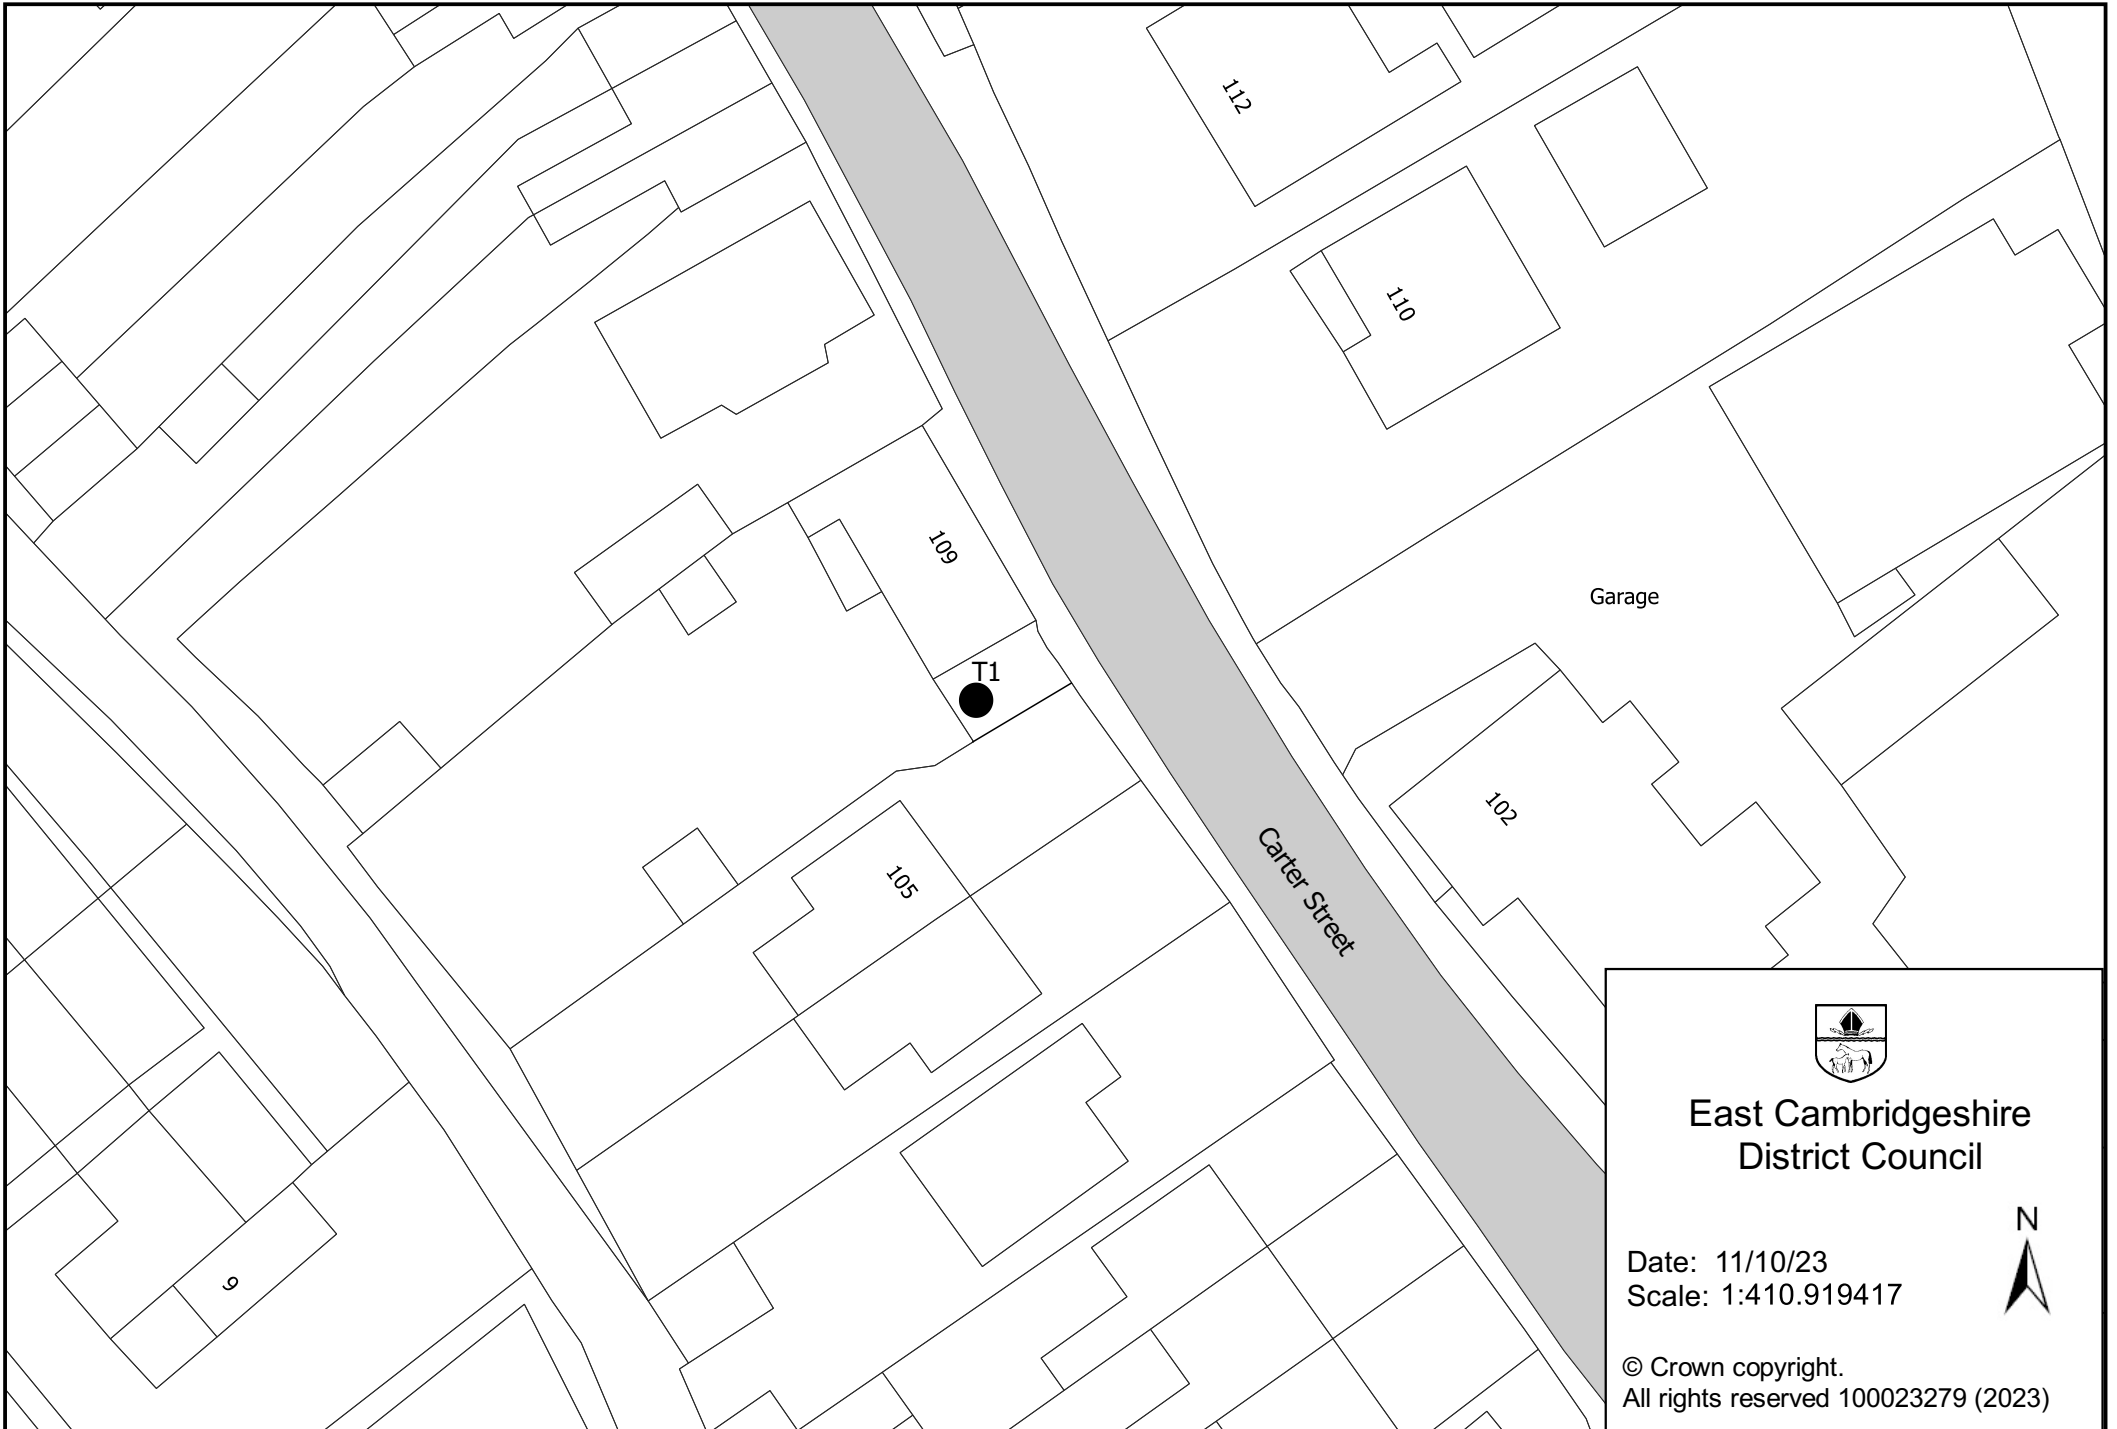 112
110
109
T1
Garage
102
105
Carter Street
9
East Cambridgeshire
District Council
N
Date: 11/10/23
Scale: 1:410.919417
© Crown copyright.
All rights reserved 100023279 (2023)